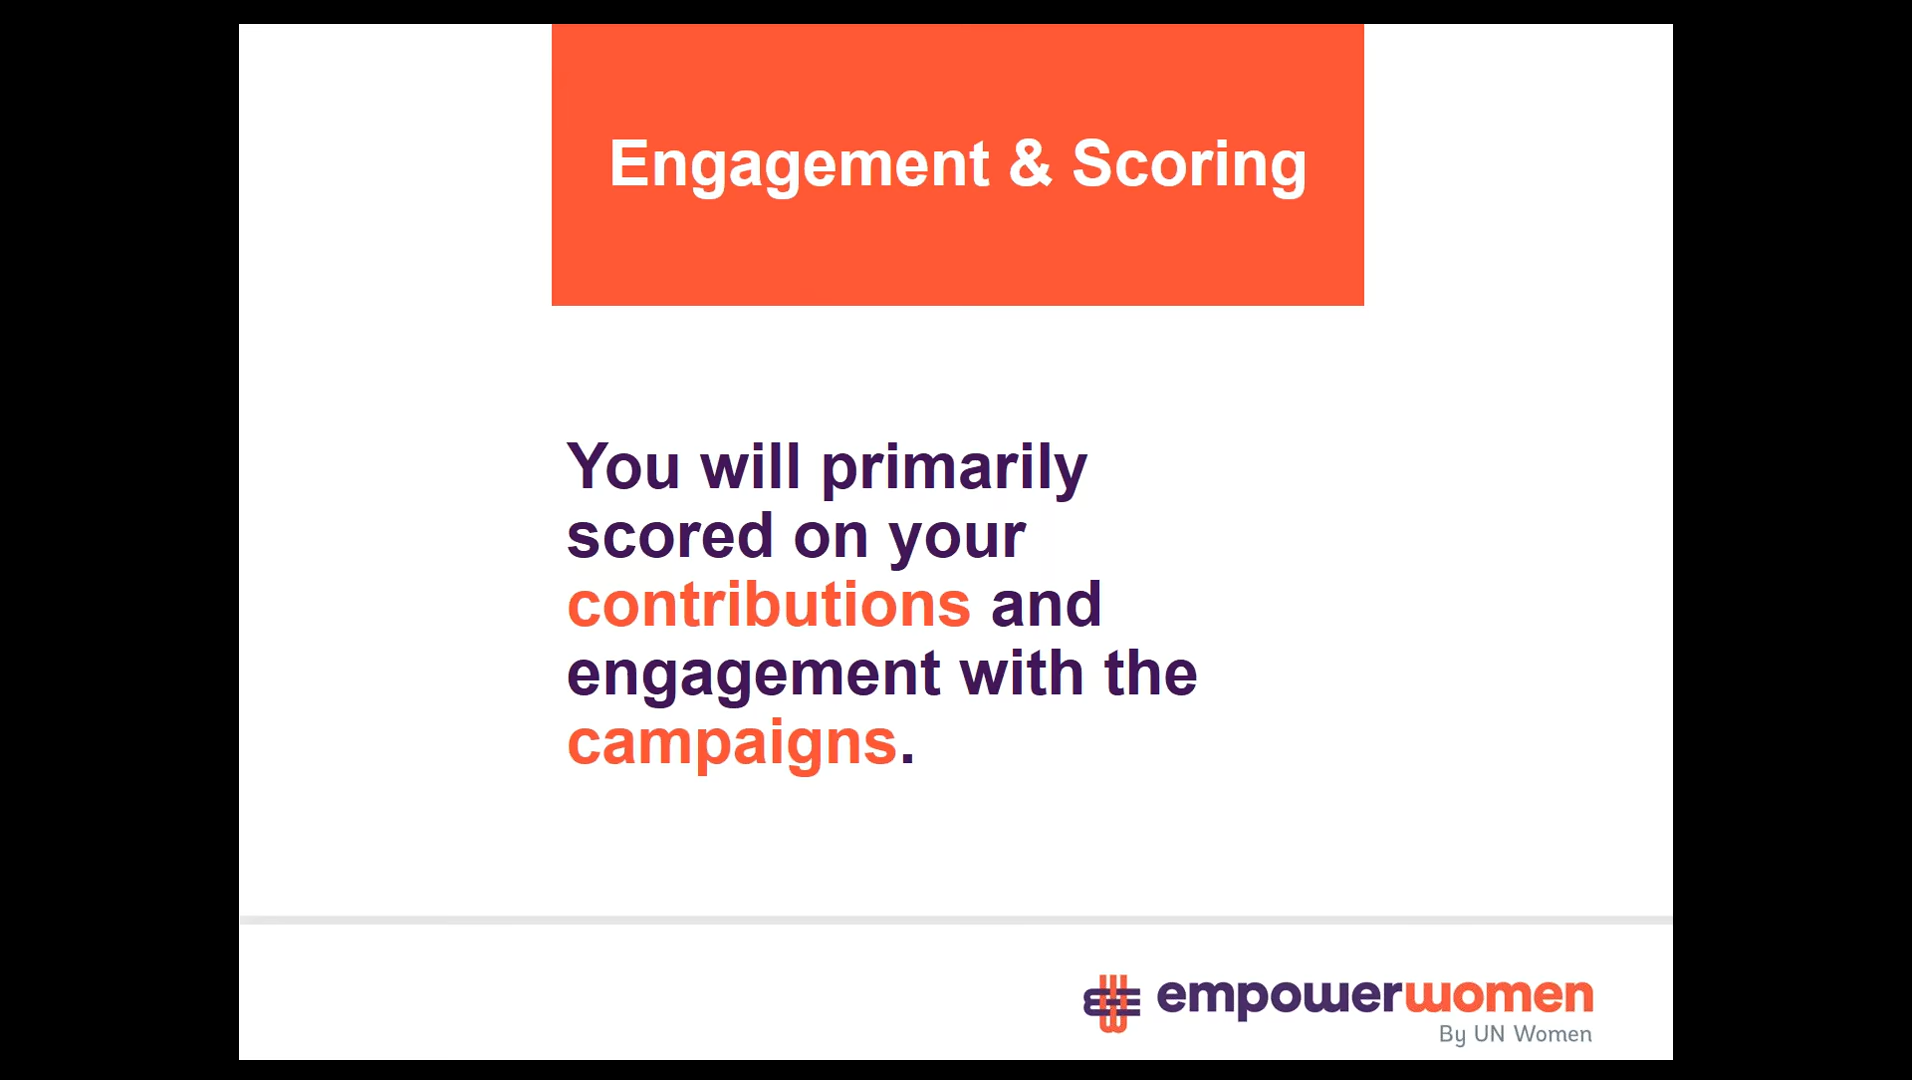 Engagement & Scoring
You will primarily
scored on your
contributions and
engagement with the
campaigns.
empowerwomen
By UN Women